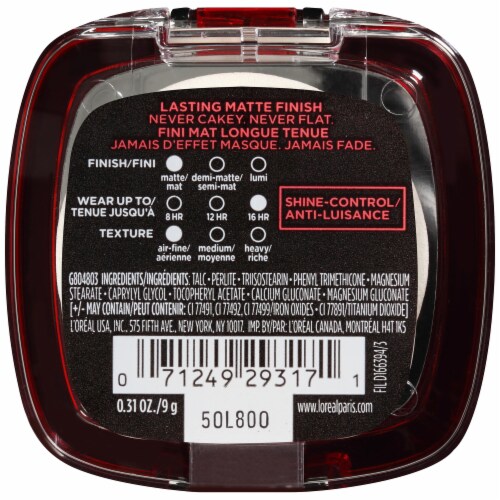 LASTING MATTE FINISH
NEVER CAKEY. NEVER FLAT.
FINI MAT LONGUE TENUE
JAMAIS D'EFFET MASQUE. JAMAIS FADE.
FINISH/FINI
matte/ demi-matte/ lumi
mat semi-mat
WEAR UP TO/
TENUE JUSQU'À
8 HR 12 HR 16 HR
SHINE-CONTROL/
ANTI-LUISANCE
TEXTURE
air-fine/ medium/ heavy/
aérienne moyenne riche
G804803 INGREDIENTS/INGRÉDIENTS: TALC • PERLITE • TRIISOSTEARIN • PHENYL TRIMETHICONE • MAGNESIUM
STEARATE • CAPRYLYL GLYCOL • TOCOPHERYL ACETATE • CALCIUM GLUCONATE • MAGNESIUM GLUCONATE
[+/- MAY CONTAIN/PEUT CONTENIR: CI 77491, CI 77492, CI 77499/IRON OXIDES • CI 77891/TITANIUM DIOXIDE]
L'ORÉAL USA, INC., 575 FIFTH AVE., NEW YORK, NY 10017. IMP BY/PAR: L'ORÉAL CANADA, MONTRÉAL H4T 1K5
0 71249 29317 1
0.31 OZ./9 g
50L800
www.lorealparis.com
FIL D166394/3